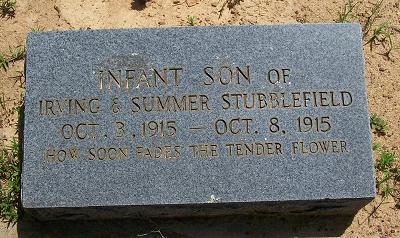 INFANT SON OF
IRVING & SUMMER STUBBLEFIELD
OCT. 3, 1915 — OCT. 8, 1915
HOW SOON FADES THE TENDER FLOWER